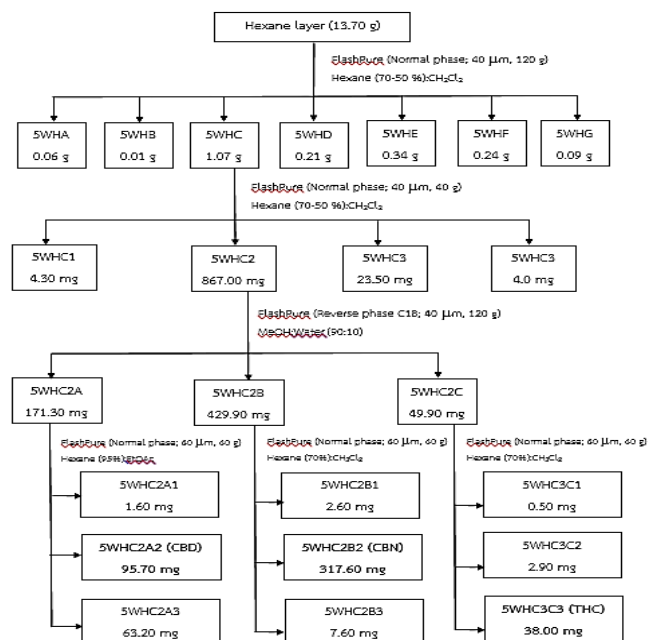 Hexane layer (13.70 g)
FlashPure (Normal phase; 40 μm, 120 g)
Hexane (70-50 %):CH₂Cl₂
5WHA
0.06 g
5WHB
0.01 g
5WHC
1.07 g
5WHD
0.21 g
5WHE
0.34 g
5WHF
0.24 g
5WHG
0.09 g
FlashPure (Normal phase; 40 μm, 40 g)
Hexane (70-50 %):CH₂Cl₂
5WHC1
4.30 mg
5WHC2
867.00 mg
5WHC3
23.50 mg
5WHC3
4.0 mg
FlashPure (Reverse phase C18; 40 μm, 120 g)
MeOH:Water (90:10)
5WHC2A
171.30 mg
5WHC2B
429.90 mg
5WHC2C
49.90 mg
FlashPure (Normal phase; 60 μm, 60 g)
Hexane (95%):EtOAc
FlashPure (Normal phase; 60 μm, 60 g)
Hexane (70%):CH₂Cl₂
FlashPure (Normal phase; 60 μm, 60 g)
Hexane (70%):CH₂Cl₂
5WHC2A1
1.60 mg
5WHC2B1
2.60 mg
5WHC3C1
0.50 mg
5WHC2A2 (CBD)
95.70 mg
5WHC2B2 (CBN)
317.60 mg
5WHC3C2
2.90 mg
5WHC2A3
63.20 mg
5WHC2B3
7.60 mg
5WHC3C3 (THC)
38.00 mg